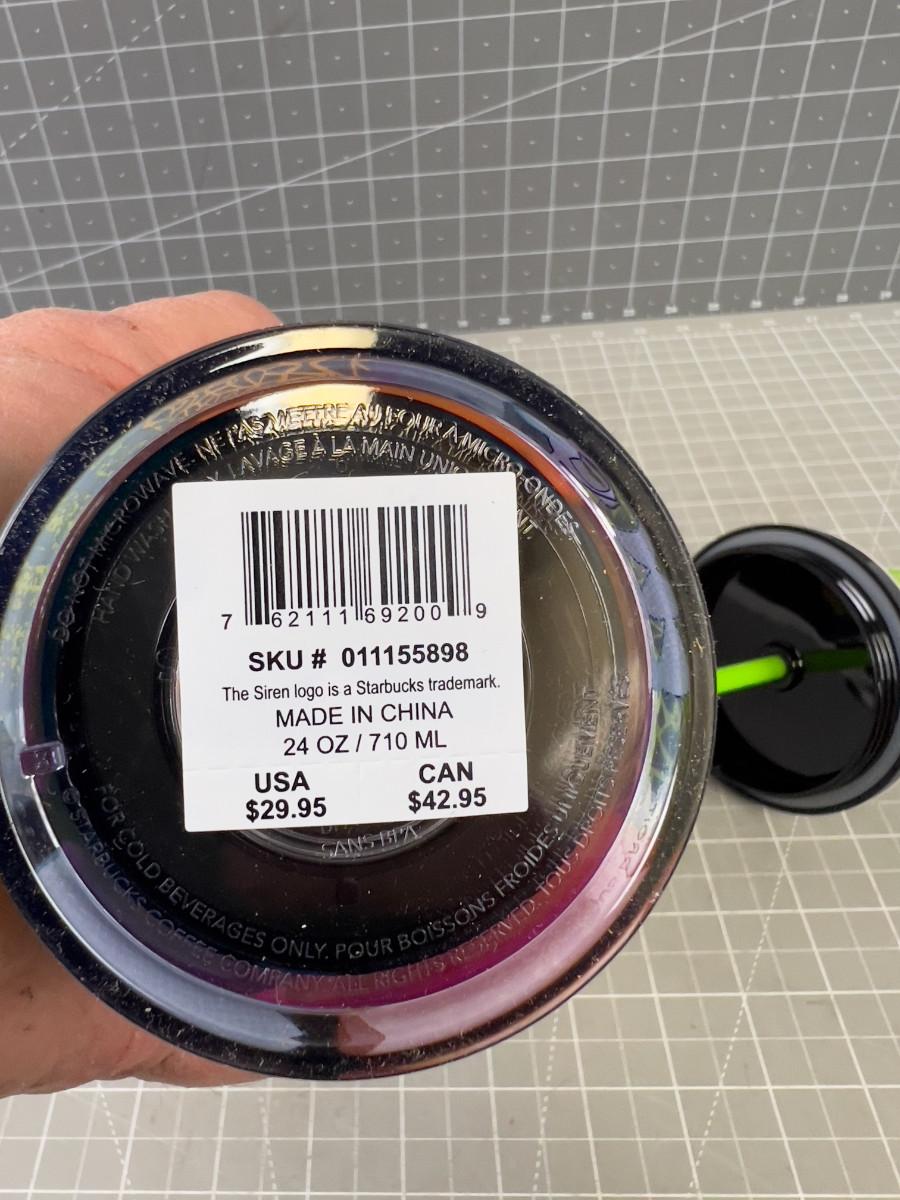 DO NOT MICROWAVE. NE PAS METTRE AU FOUR À MICRO-ONDES
HAND WASH LAVAGE À LA MAIN UNIQ NT.
7 62111 69200 9
SKU # 011155898
The Siren logo is a Starbucks trademark.
MADE IN CHINA
24 OZ / 710 ML
USA CAN
$29.95 $42.95
SANS BPA
FOR COLD BEVERAGES ONLY. POUR BOISSONS FROIDES UNIQUEMENT
© STARBUCKS COFFEE COMPANY. ALL RIGHTS RESERVED. TOUS DROITS RÉSERVÉS